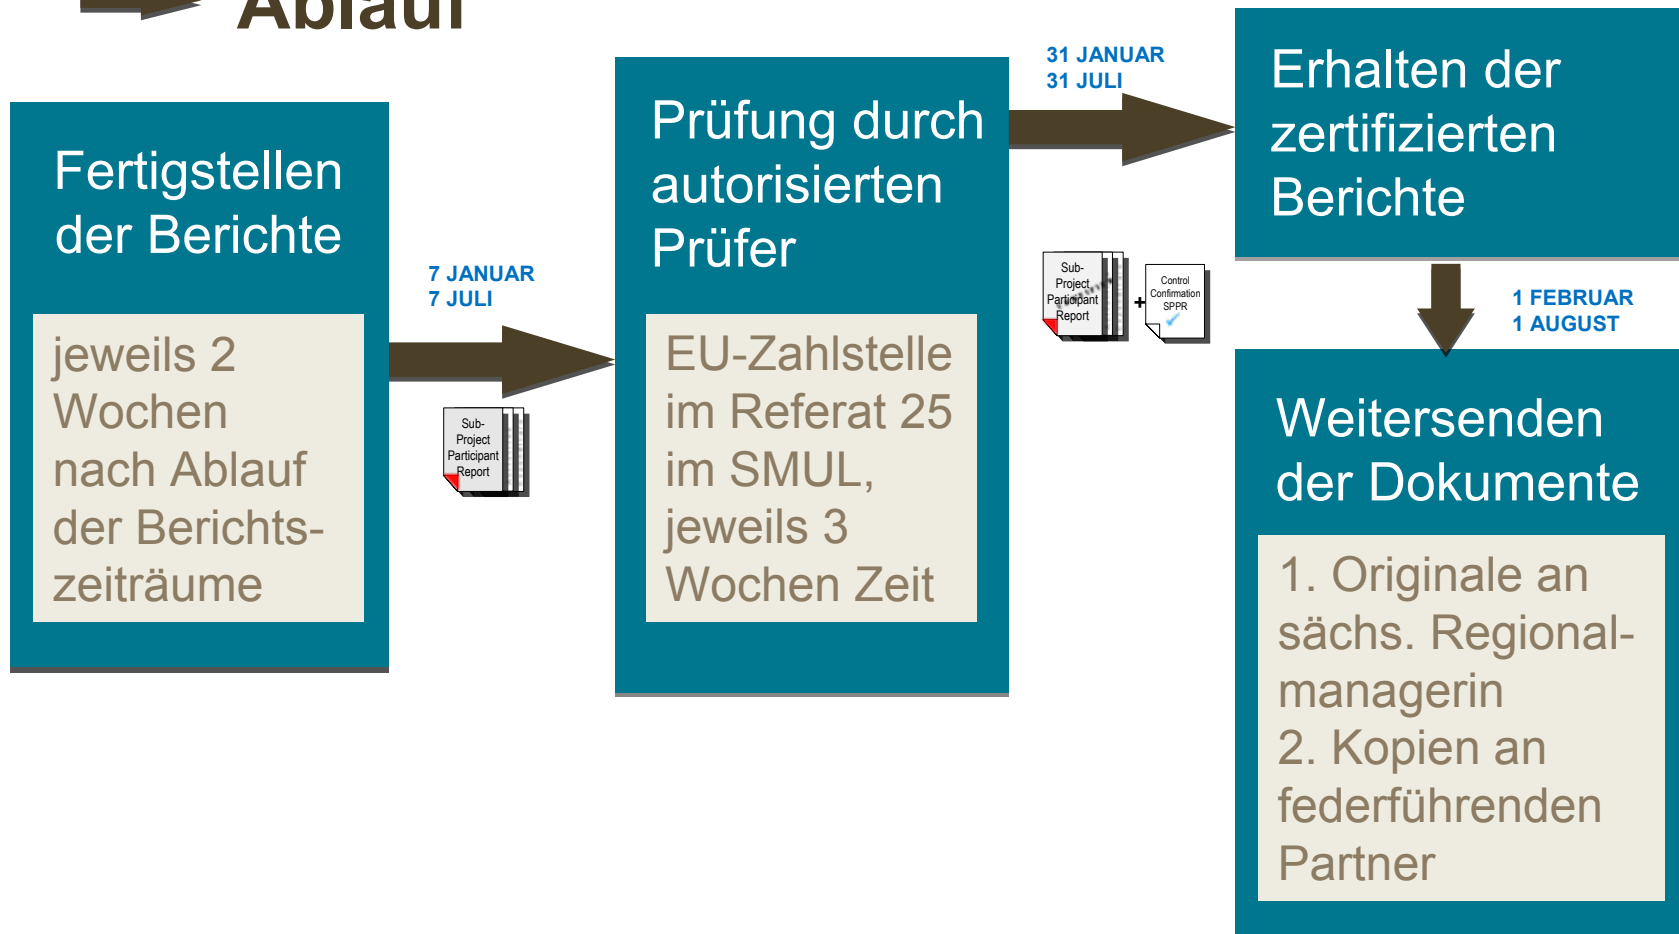 Ablauf
Fertigstellen
der Berichte
jeweils 2
Wochen
nach Ablauf
der Berichts-
zeiträume
7 JANUAR
7 JULI
Sub-
Project
Participant
Report
Prüfung durch
autorisierten
Prüfer
EU-Zahlstelle
im Referat 25
im SMUL,
jeweils 3
Wochen Zeit
31 JANUAR
31 JULI
Sub-
Project
Participant
Report
+
Control
Confirmation
SPPR
Erhalten der
zertifizierten
Berichte
1 FEBRUAR
1 AUGUST
Weitersenden
der Dokumente
1. Originale an
sächs. Regional-
managerin
2. Kopien an
federführenden
Partner